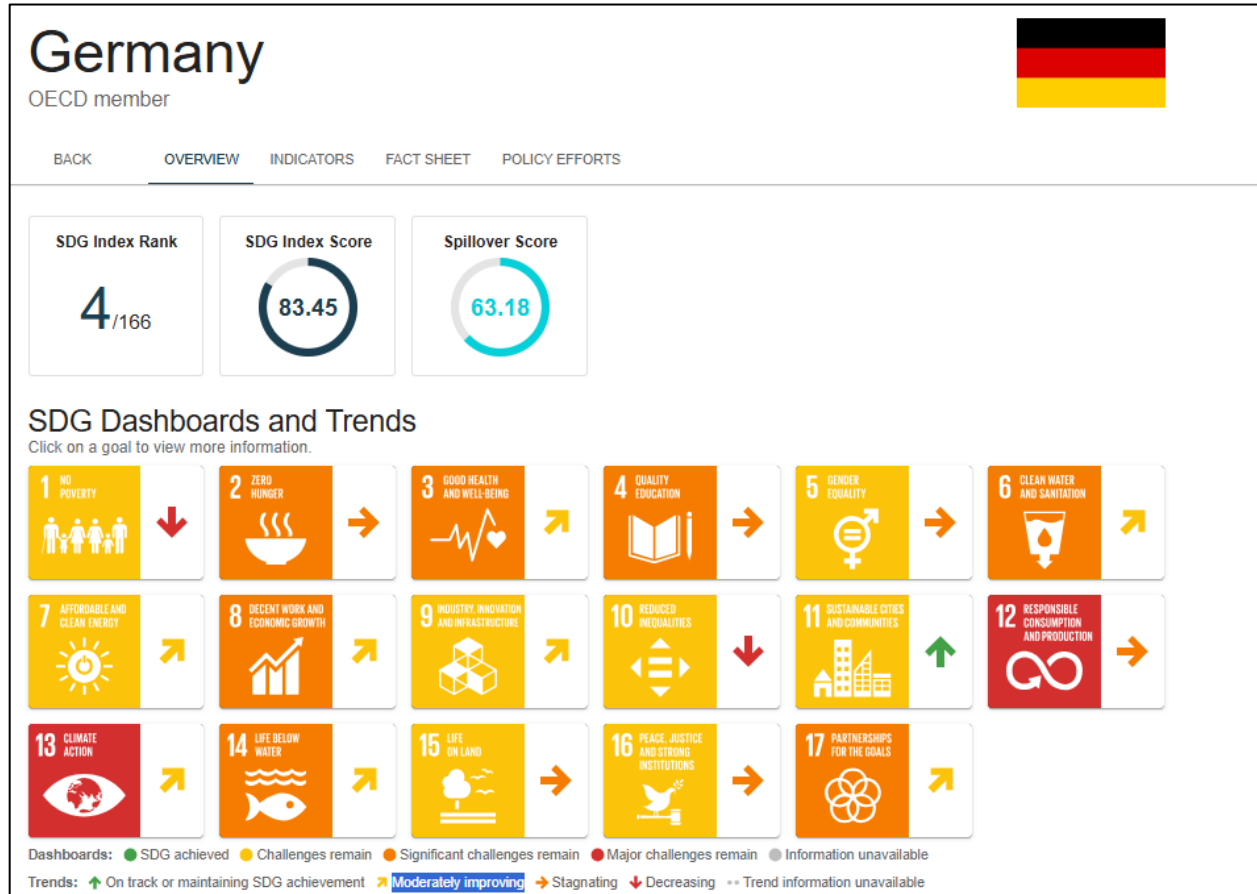 Germany
OECD member
BACK OVERVIEW INDICATORS FACT SHEET POLICY EFFORTS
SDG Index Rank
4/166
SDG Index Score
83.45
Spillover Score
63.18
SDG Dashboards and Trends
Click on a goal to view more information.
1 NO
POVERTY
2 ZERO
HUNGER
3 GOOD HEALTH
AND WELL-BEING
4 QUALITY
EDUCATION
5 GENDER
EQUALITY
6 CLEAN WATER
AND SANITATION
7 AFFORDABLE AND
CLEAN ENERGY
8 DECENT WORK AND
ECONOMIC GROWTH
9 INDUSTRY, INNOVATION
AND INFRASTRUCTURE
10 REDUCED
INEQUALITIES
11 SUSTAINABLE CITIES
AND COMMUNITIES
12 RESPONSIBLE
CONSUMPTION
AND PRODUCTION
13 CLIMATE
ACTION
14 LIFE BELOW
WATER
15 LIFE
ON LAND
16 PEACE, JUSTICE
AND STRONG
INSTITUTIONS
17 PARTNERSHIPS
FOR THE GOALS
Dashboards: SDG achieved Challenges remain Significant challenges remain Major challenges remain Information unavailable
Trends: On track or maintaining SDG achievement Moderately improving Stagnating Decreasing Trend information unavailable